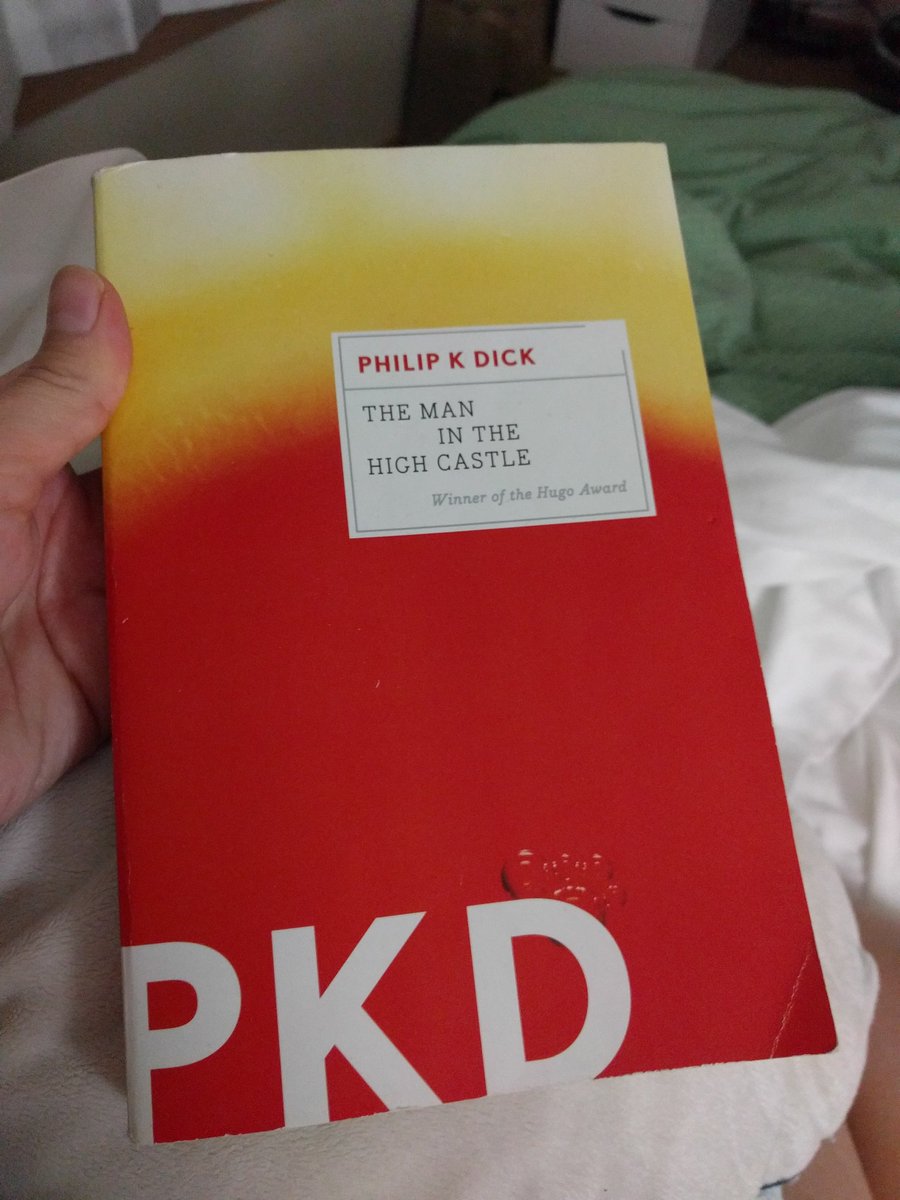 PHILIP K DICK
THE MAN
IN THE
HIGH CASTLE
Winner of the Hugo Award
PKD